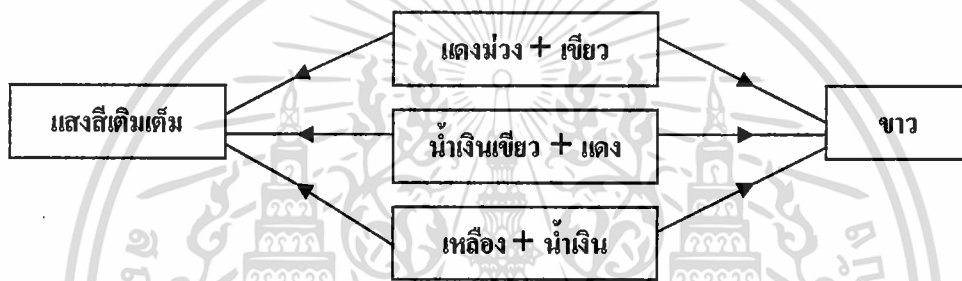 แดงม่วง + เขียว
แสงสีเติมเต็ม
น้ำเงินเขียว + แดง
ขาว
เหลือง + น้ำเงิน